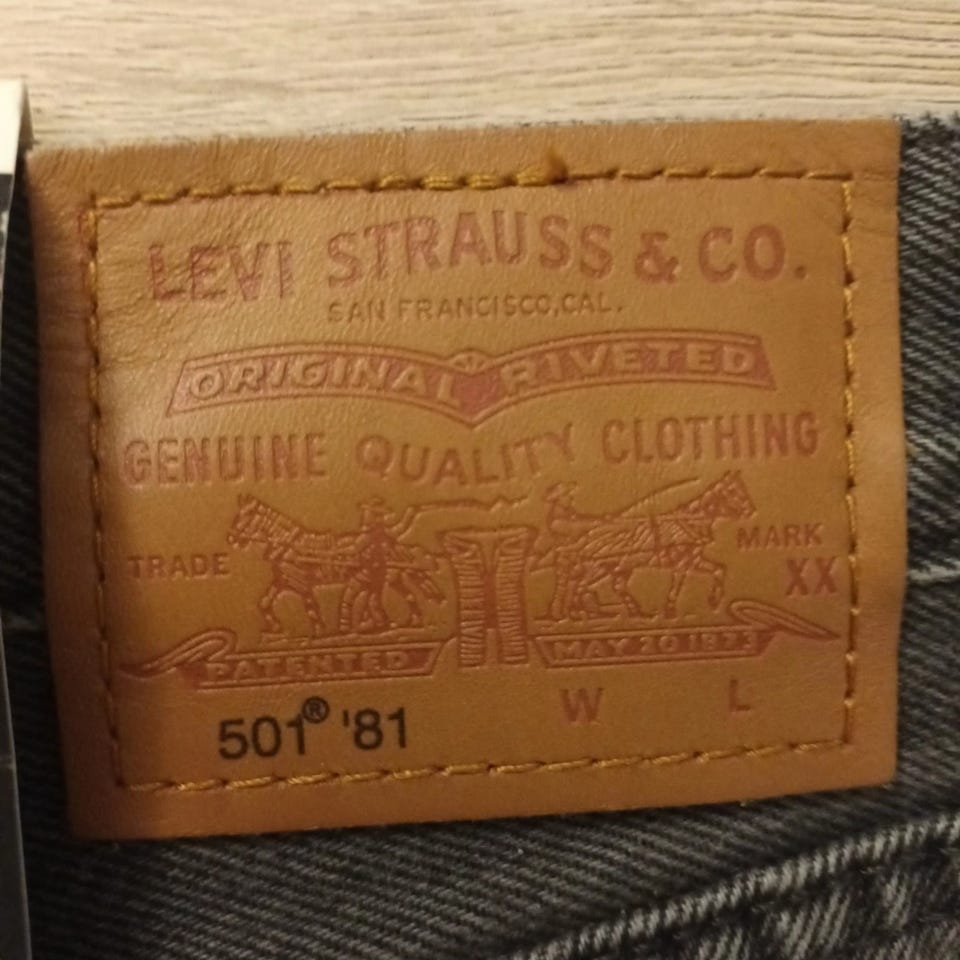 LEVI STRAUSS & CO.
SAN FRANCISCO, CAL.
ORIGINAL RIVETED
GENUINE QUALITY CLOTHING
TRADE MARK
XX
PATENTED MAY 20 1873
501® '81 W L